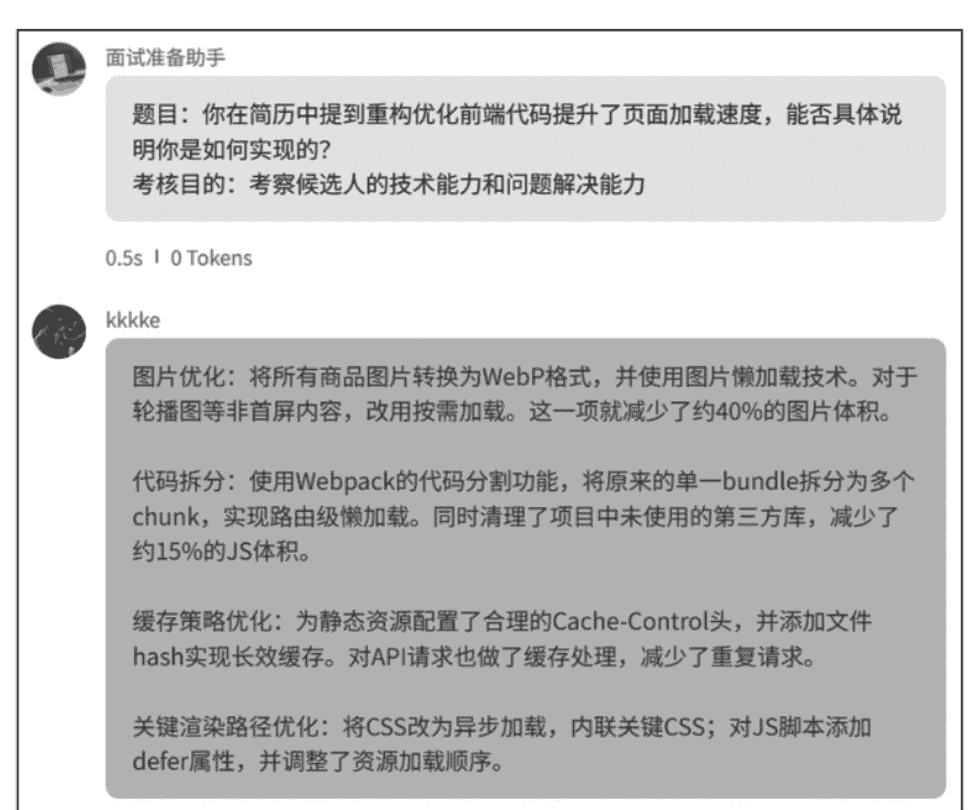 面试准备助手
题目：你在简历中提到重构优化前端代码提升了页面加载速度，能否具体说
明你是如何实现的？
考核目的：考察候选人的技术能力和问题解决能力
0.5s | 0 Tokens
kkkke
图片优化：将所有商品图片转换为WebP格式，并使用图片懒加载技术。对于
轮播图等非首屏内容，改用按需加载。这一项就减少了约40%的图片体积。
代码拆分：使用Webpack的代码分割功能，将原来的单一bundle拆分为多个
chunk，实现路由级懒加载。同时清理了项目中未使用的第三方库，减少了
约15%的JS体积。
缓存策略优化：为静态资源配置了合理的Cache-Control头，并添加文件
hash实现长效缓存。对API请求也做了缓存处理，减少了重复请求。
关键渲染路径优化：将CSS改为异步加载，内联关键CSS；对JS脚本添加
defer属性，并调整了资源加载顺序。